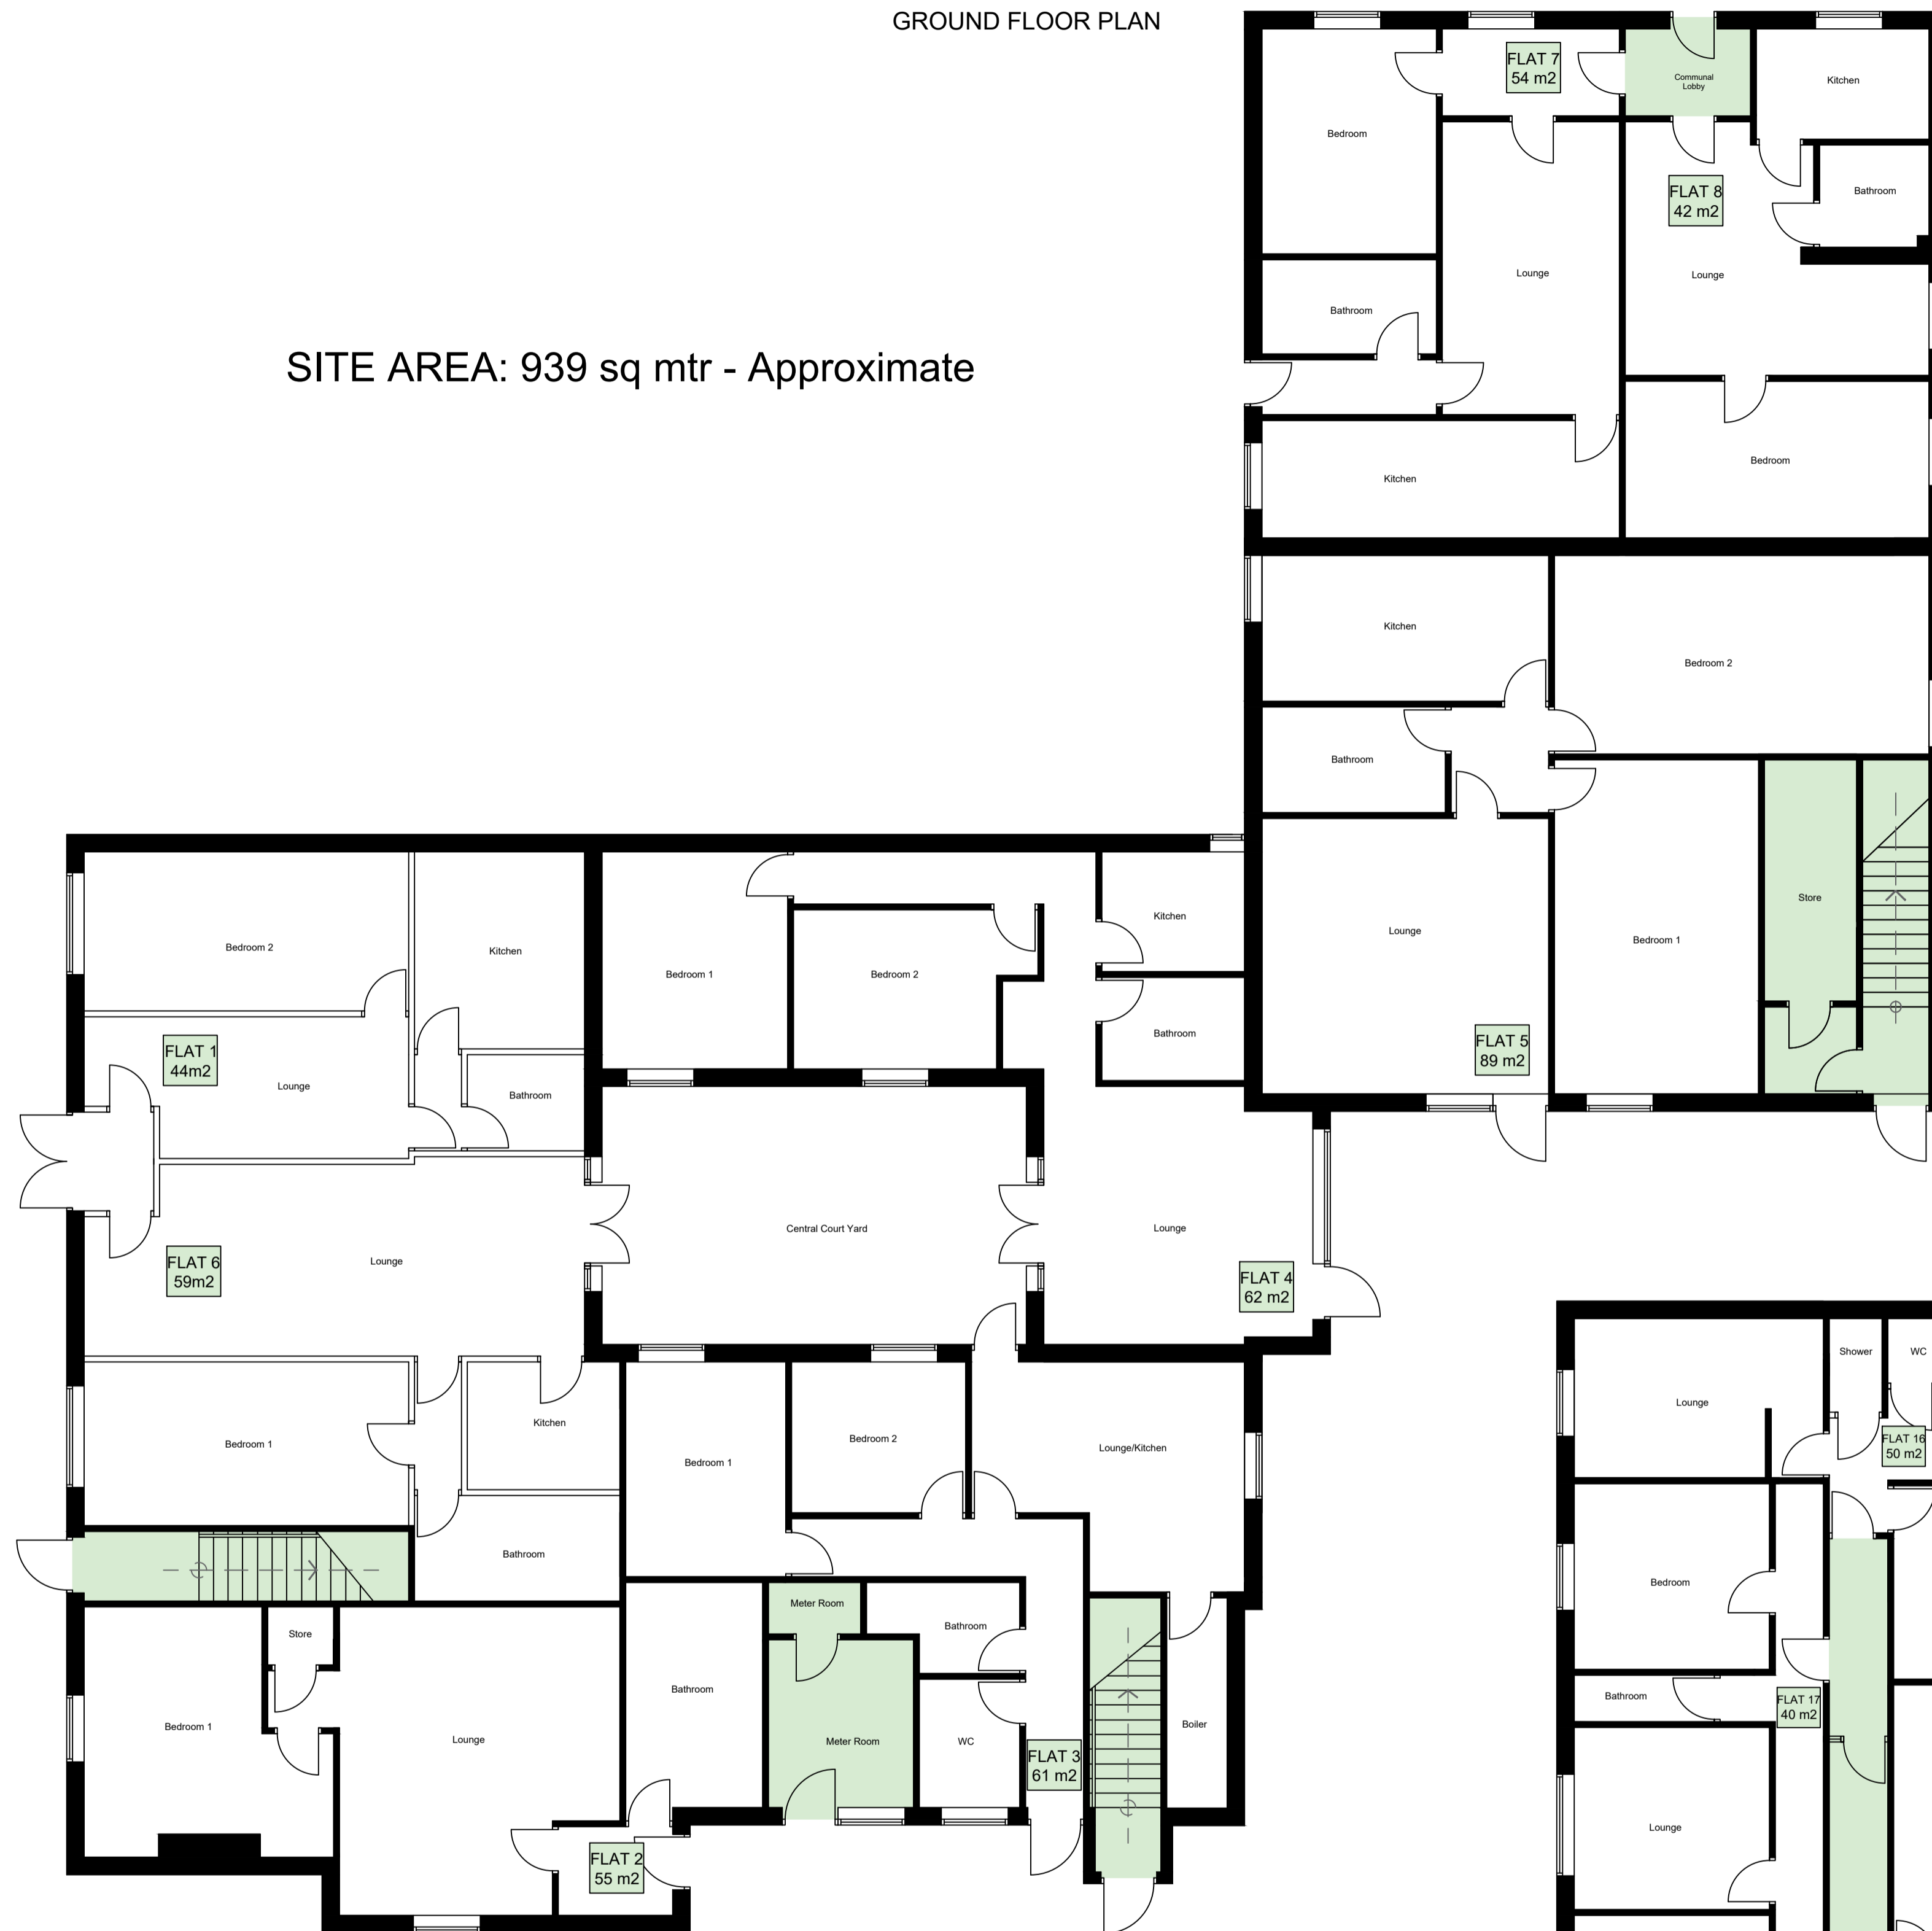 GROUND FLOOR PLAN
SITE AREA: 939 sq mtr - Approximate
FLAT 7
54 m2
Communal
Lobby
Kitchen
Bedroom
FLAT 8
42 m2
Bathroom
Lounge
Lounge
Bathroom
Kitchen
Bedroom
Kitchen
Bedroom 2
Bathroom
Lounge
Bedroom 1
Store
FLAT 5
89 m2
Bedroom 2
Kitchen
Bedroom 1
Bedroom 2
Kitchen
Bathroom
FLAT 1
44m2
Lounge
Bathroom
Central Court Yard
Lounge
FLAT 4
62 m2
FLAT 6
59m2
Lounge
Bedroom 1
Kitchen
Bathroom
Bedroom 1
Bedroom 2
Lounge/Kitchen
Store
Bedroom 1
Lounge
Bathroom
Meter Room
Meter Room
Bathroom
WC
FLAT 3
61 m2
Boiler
FLAT 2
55 m2
Lounge
Shower
WC
FLAT 16
50 m2
Bedroom
Bathroom
FLAT 17
40 m2
Lounge